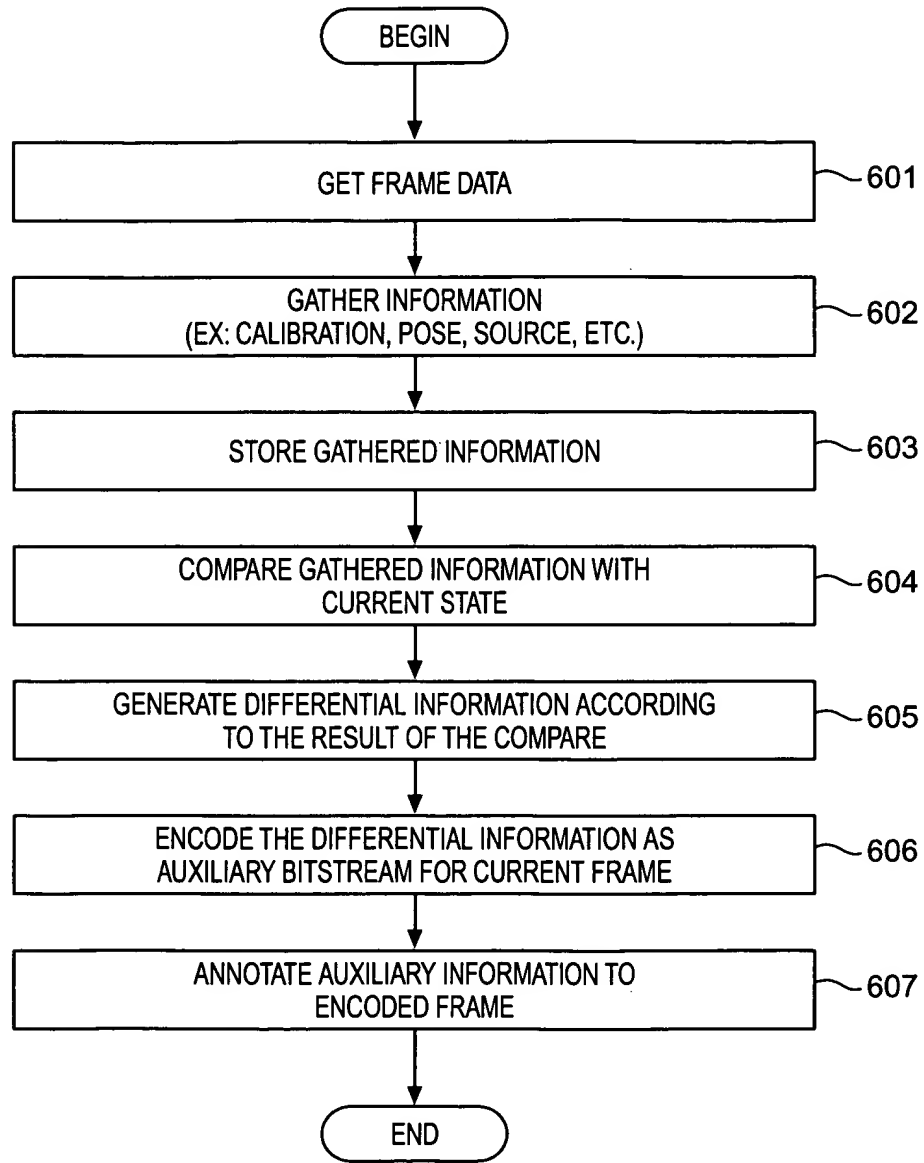 BEGIN
GET FRAME DATA
601
GATHER INFORMATION
(EX: CALIBRATION, POSE, SOURCE, ETC.)
602
STORE GATHERED INFORMATION
603
COMPARE GATHERED INFORMATION WITH
CURRENT STATE
604
GENERATE DIFFERENTIAL INFORMATION ACCORDING
TO THE RESULT OF THE COMPARE
605
ENCODE THE DIFFERENTIAL INFORMATION AS
AUXILIARY BITSTREAM FOR CURRENT FRAME
606
ANNOTATE AUXILIARY INFORMATION TO
ENCODED FRAME
607
END